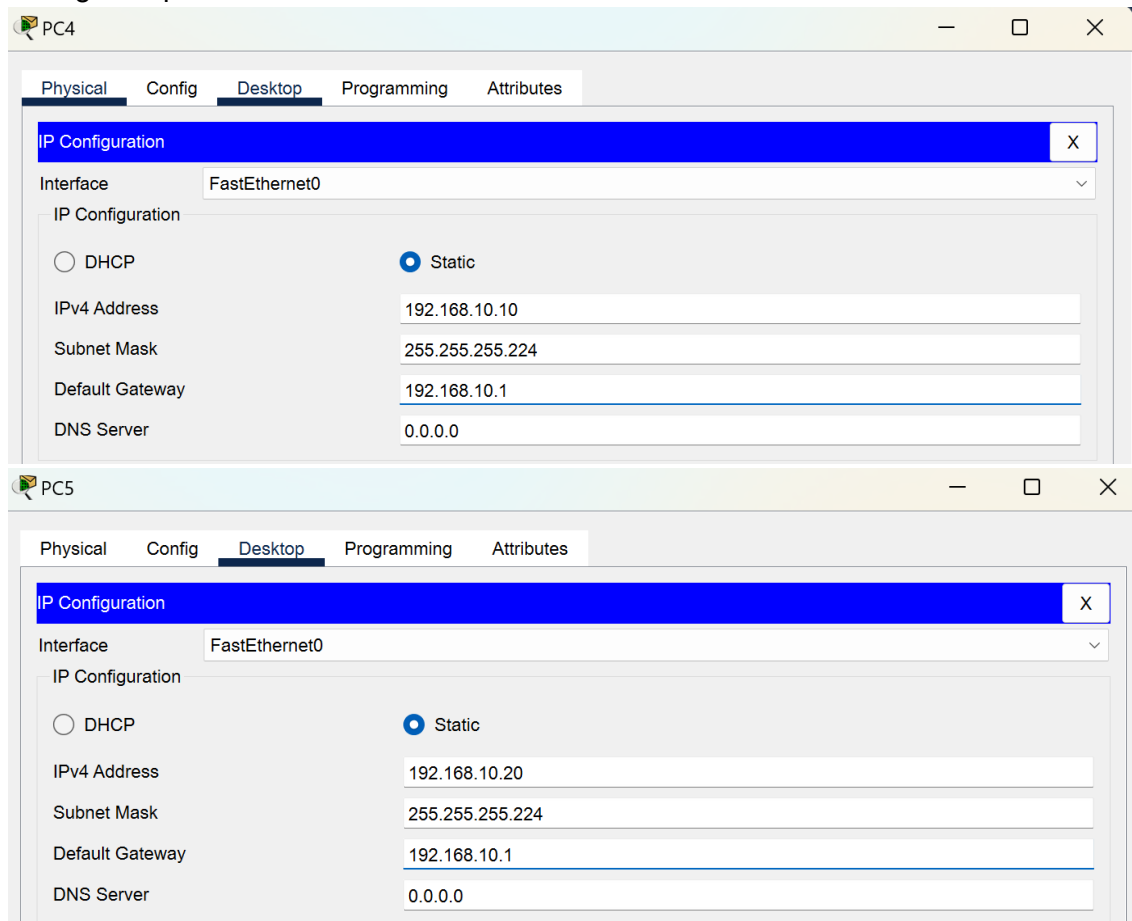 PC4
Physical Config Desktop Programming Attributes
IP Configuration X
Interface FastEthernet0
IP Configuration
DHCP Static
IPv4 Address 192.168.10.10
Subnet Mask 255.255.255.224
Default Gateway 192.168.10.1
DNS Server 0.0.0.0
PC5
Physical Config Desktop Programming Attributes
IP Configuration X
Interface FastEthernet0
IP Configuration
DHCP Static
IPv4 Address 192.168.10.20
Subnet Mask 255.255.255.224
Default Gateway 192.168.10.1
DNS Server 0.0.0.0